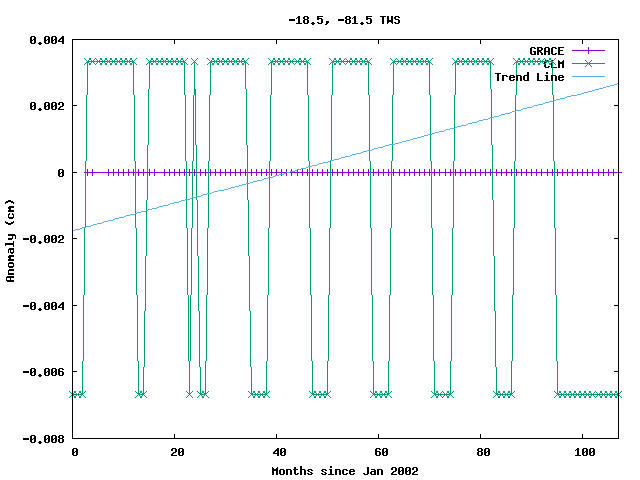 -18.5, -81.5 TWS
GRACE
CLM
Trend Line
0.004
0.002
0
-0.002
-0.004
-0.006
-0.008
Anomaly (cm)
0 20 40 60 80 100
Months since Jan 2002